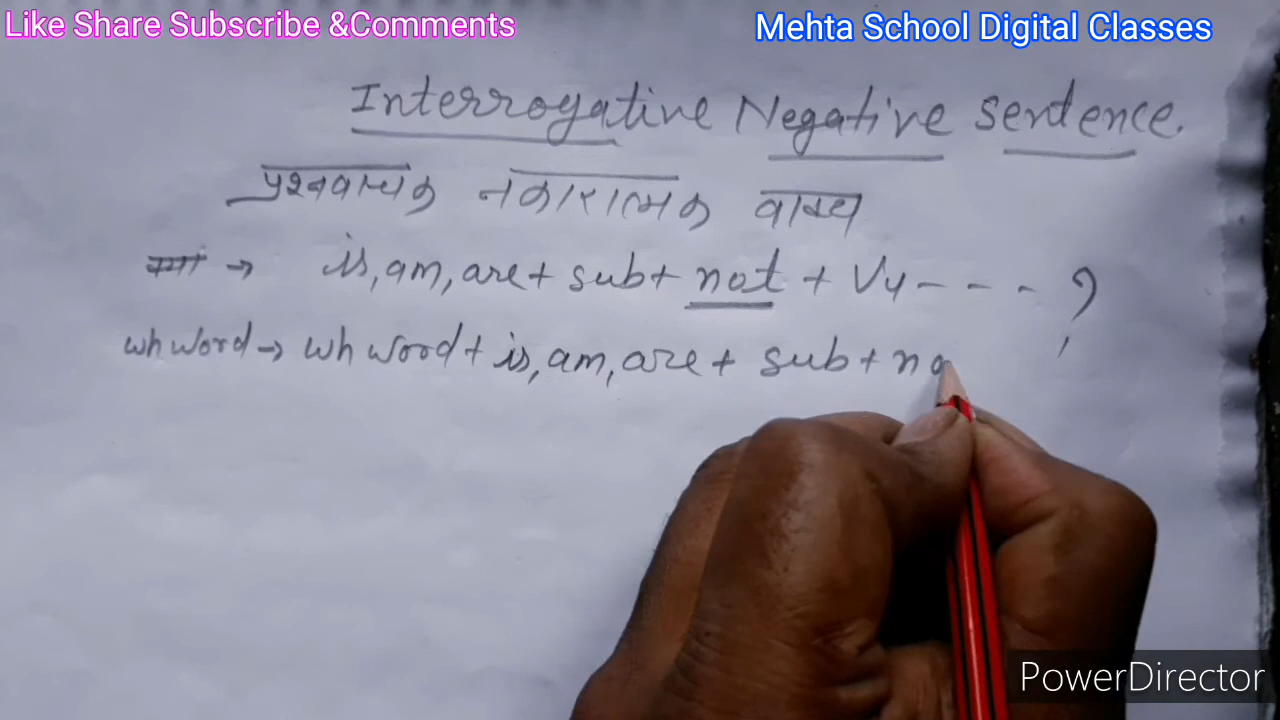 Like Share Subscribe &Comments
Mehta School Digital Classes
Interrogative Negative Sentence.
प्रश्नवाचक नकारात्मक वाक्य
क्या → is, am, are + sub + not + V4 - - - - ?
wh word → wh word + is, am, are + sub + no
PowerDirector